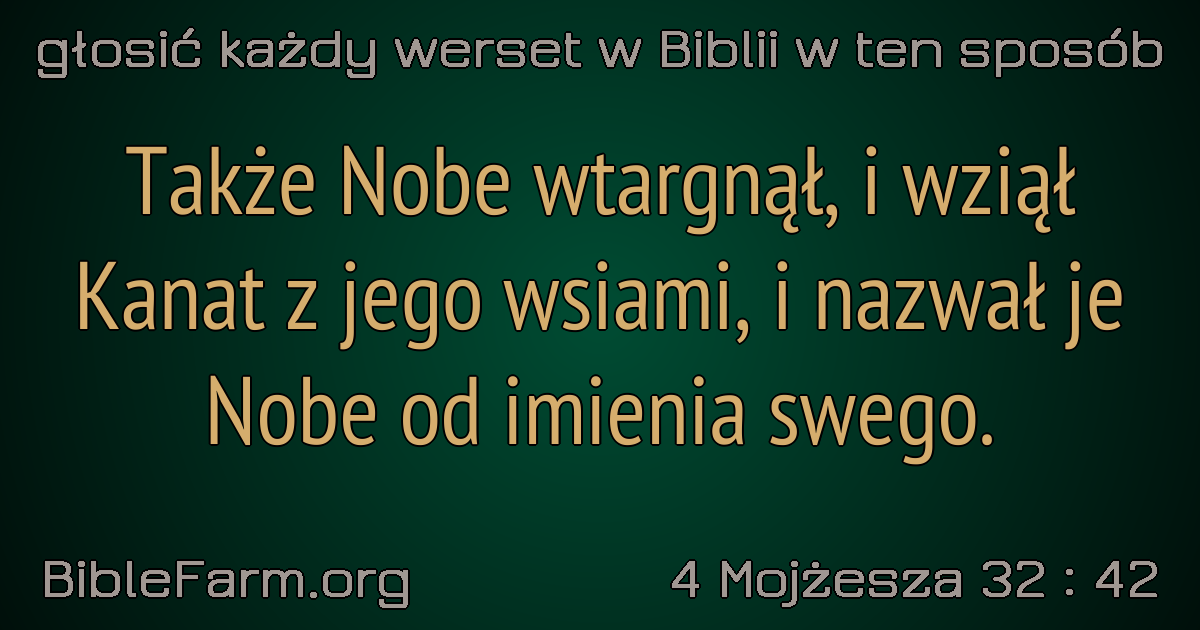 głosić każdy werset w Biblii w ten sposób
Także Nobe wtargnął, i wziął
Kanat z jego wsiami, i nazwał je
Nobe od imienia swego.
BibleFarm.org
4 Mojżesza 32 : 42